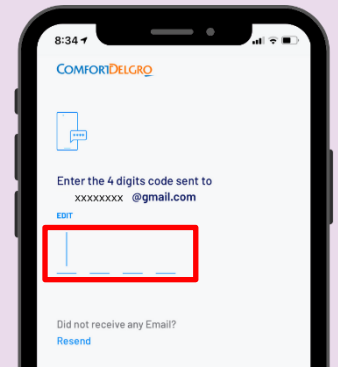 8:34
COMFORTDELGRO
Enter the 4 digits code sent to
xxxxxxxx @gmail.com
EDIT
Did not receive any Email?
Resend